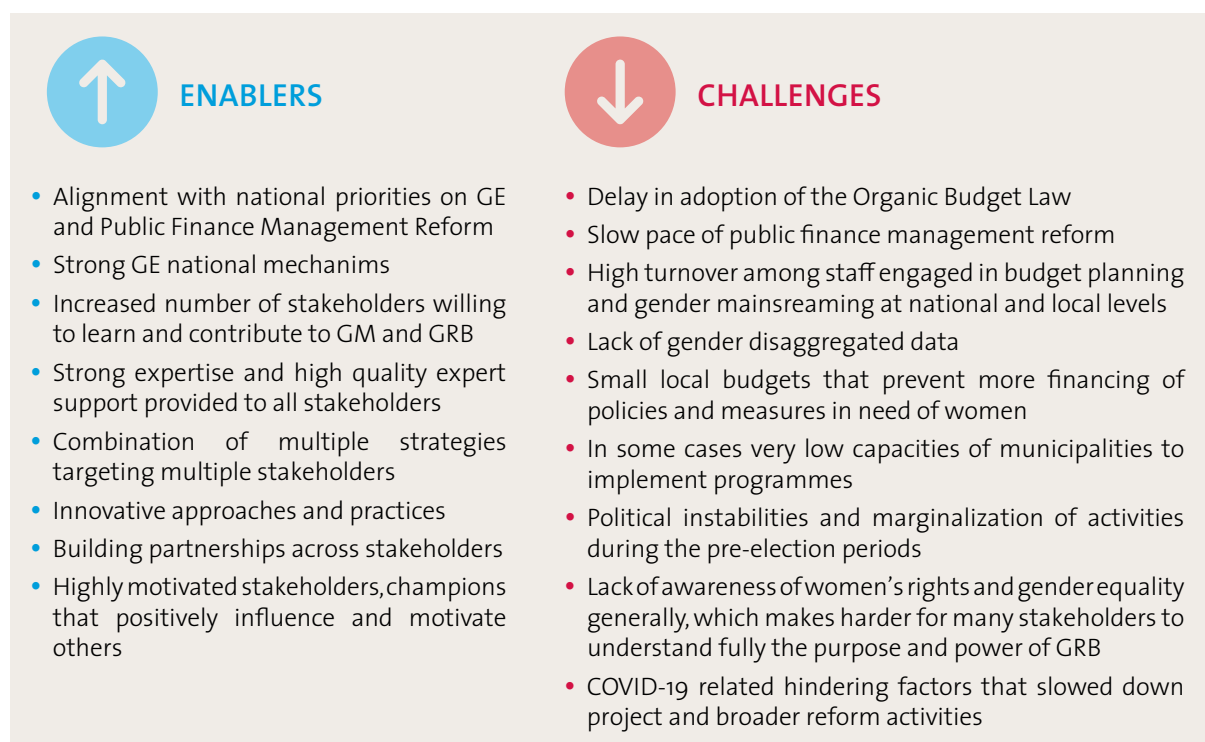 ENABLERS
• Alignment with national priorities on GE
and Public Finance Management Reform
• Strong GE national mechanims
• Increased number of stakeholders willing
to learn and contribute to GM and GRB
• Strong expertise and high quality expert
support provided to all stakeholders
• Combination of multiple strategies
targeting multiple stakeholders
• Innovative approaches and practices
• Building partnerships across stakeholders
• Highly motivated stakeholders, champions
that positively influence and motivate
others
CHALLENGES
• Delay in adoption of the Organic Budget Law
• Slow pace of public finance management reform
• High turnover among staff engaged in budget planning
and gender mainsreaming at national and local levels
• Lack of gender disaggregated data
• Small local budgets that prevent more financing of
policies and measures in need of women
• In some cases very low capacities of municipalities to
implement programmes
• Political instabilities and marginalization of activities
during the pre-election periods
• Lack of awareness of women's rights and gender equality
generally, which makes harder for many stakeholders to
understand fully the purpose and power of GRB
• COVID-19 related hindering factors that slowed down
project and broader reform activities